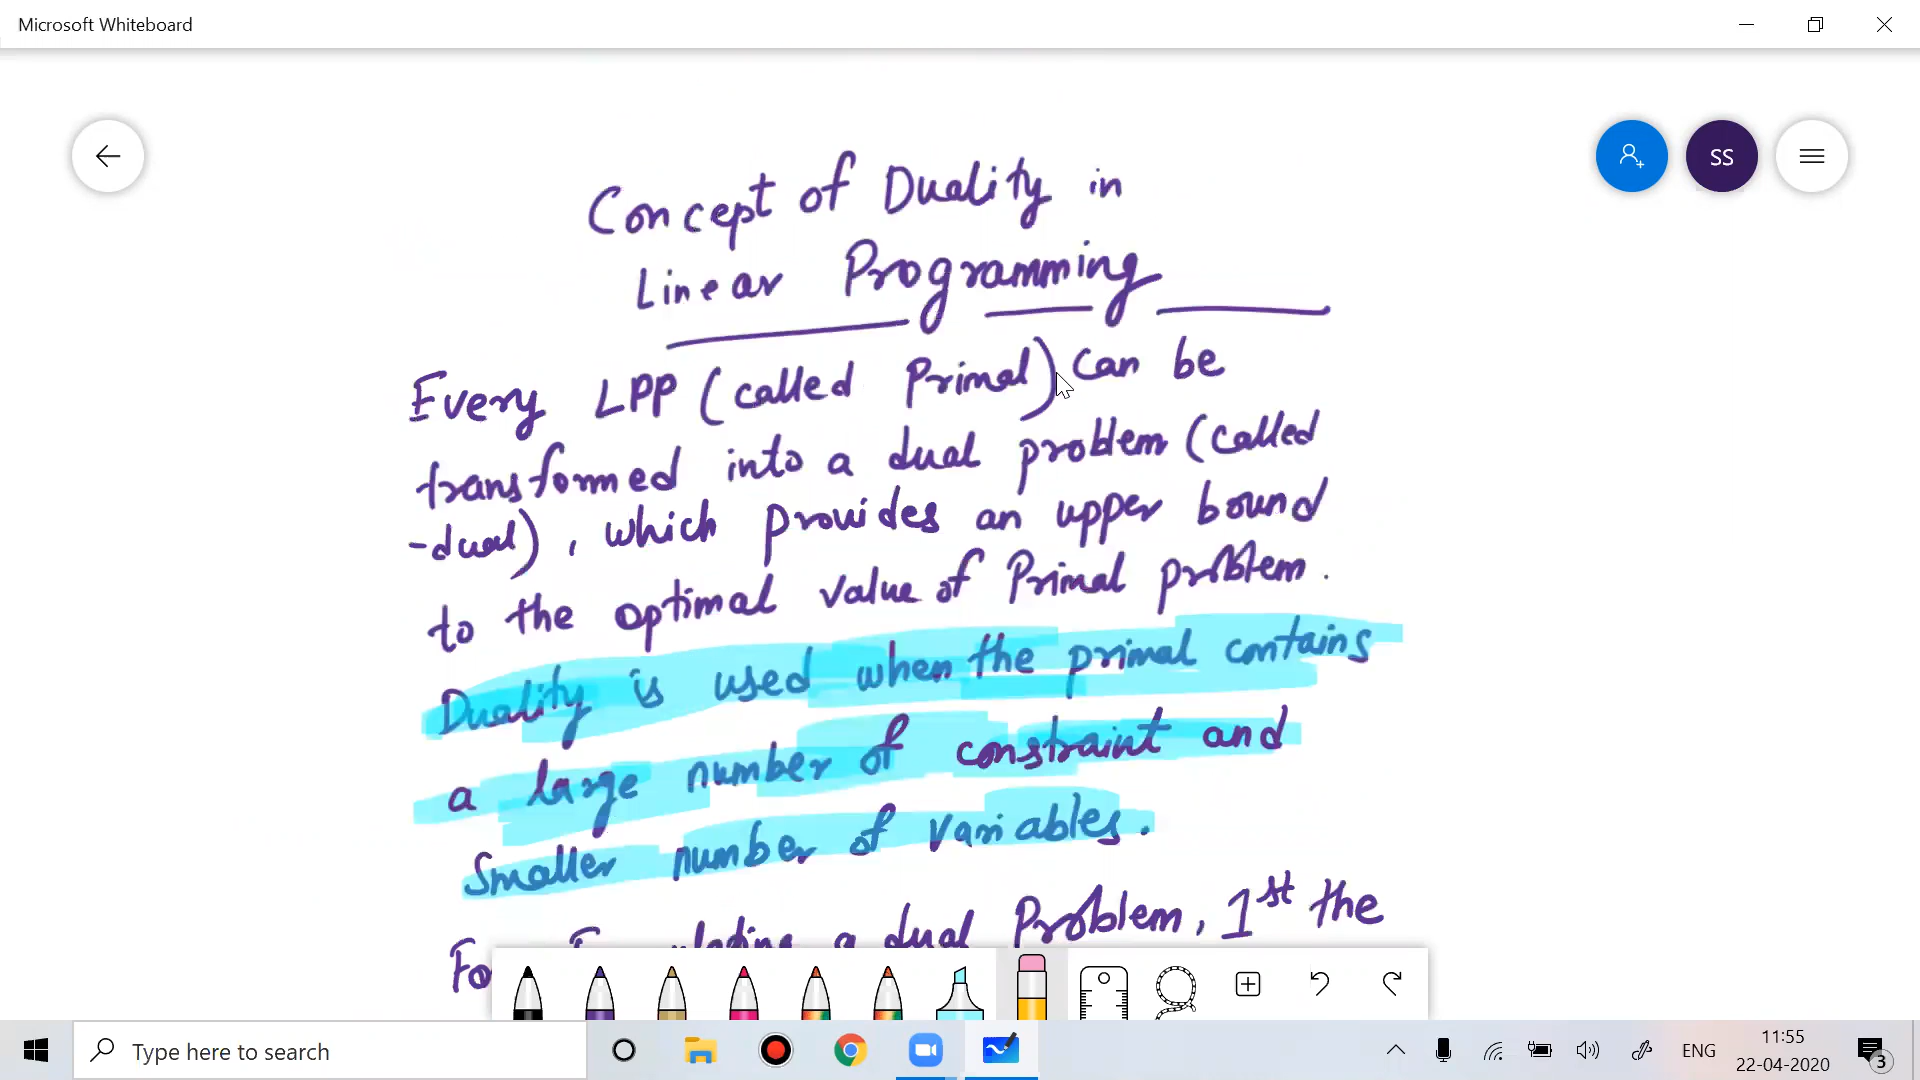 Microsoft Whiteboard
SS
Concept of Duality in
Linear Programming
Every LPP (called Primal) can be
transformed into a dual problem (called
-dual), which provides an upper bound
to the optimal value of Primal problem.
Duality is used when the primal contains
a large number of constraint and
Smaller number of Variables.
a dual Problem, 1st the
Type here to search
ENG
11:55
22-04-2020
3